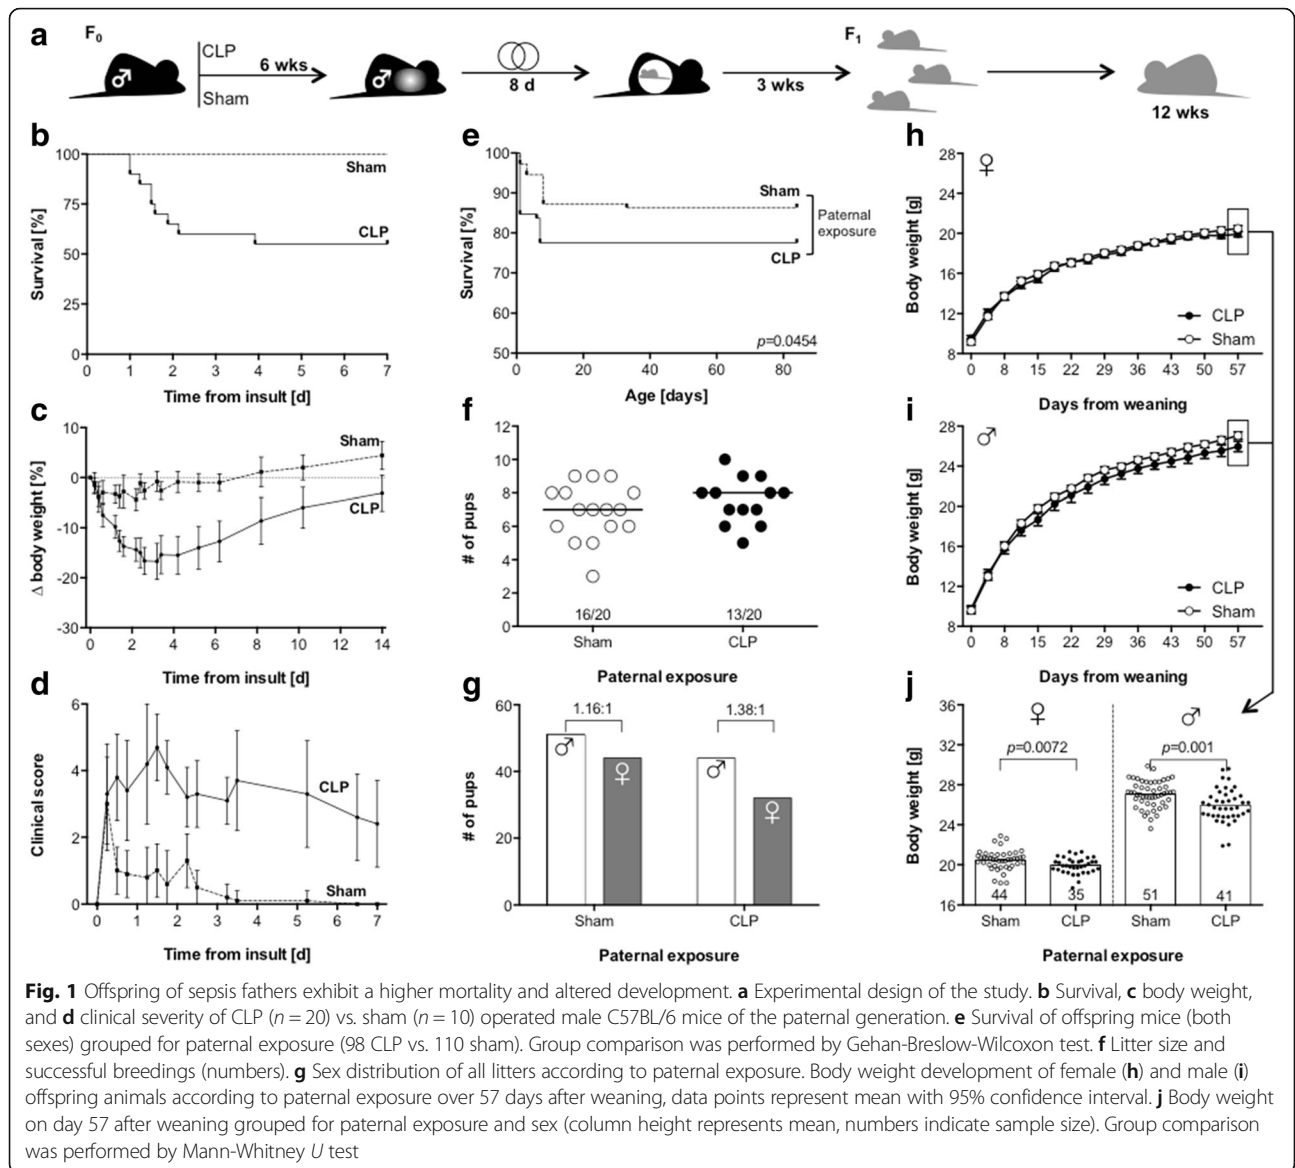 a
F0
CLP
Sham
6 wks
8 d
3 wks
F1
12 wks
b
Survival [%]
100
75
50
25
0
Sham
CLP
0 1 2 3 4 5 6 7
Time from insult [d]
c
Δ body weight [%]
10
0
-10
-20
-30
Sham
CLP
0 2 4 6 8 10 12 14
Time from insult [d]
d
Clinical score
6
4
2
0
CLP
Sham
0 1 2 3 4 5 6 7
Time from insult [d]
e
Survival [%]
100
90
80
70
60
50
Sham
CLP
Paternal
exposure
p=0.0454
0 20 40 60 80
Age [days]
f
# of pups
12
10
8
6
4
2
0
16/20 13/20
Sham CLP
Paternal exposure
g
# of pups
60
40
20
0
1.16:1 1.38:1
♂ ♀ ♂ ♀
Sham CLP
Paternal exposure
h
♀
Body weight [g]
28
24
20
16
12
8
CLP
Sham
0 8 15 22 29 36 43 50 57
Days from weaning
i
♂
Body weight [g]
28
24
20
16
12
8
CLP
Sham
0 8 15 22 29 36 43 50 57
Days from weaning
j
Body weight [g]
36
32
28
24
20
16
♀ ♂
p=0.0072 p=0.001
44 35 51 41
Sham CLP Sham CLP
Paternal exposure
Fig. 1 Offspring of sepsis fathers exhibit a higher mortality and altered development. a Experimental design of the study. b Survival, c body weight,
and d clinical severity of CLP (n = 20) vs. sham (n = 10) operated male C57BL/6 mice of the paternal generation. e Survival of offspring mice (both
sexes) grouped for paternal exposure (98 CLP vs. 110 sham). Group comparison was performed by Gehan-Breslow-Wilcoxon test. f Litter size and
successful breedings (numbers). g Sex distribution of all litters according to paternal exposure. Body weight development of female (h) and male (i)
offspring animals according to paternal exposure over 57 days after weaning, data points represent mean with 95% confidence interval. j Body weight
on day 57 after weaning grouped for paternal exposure and sex (column height represents mean, numbers indicate sample size). Group comparison
was performed by Mann-Whitney U test